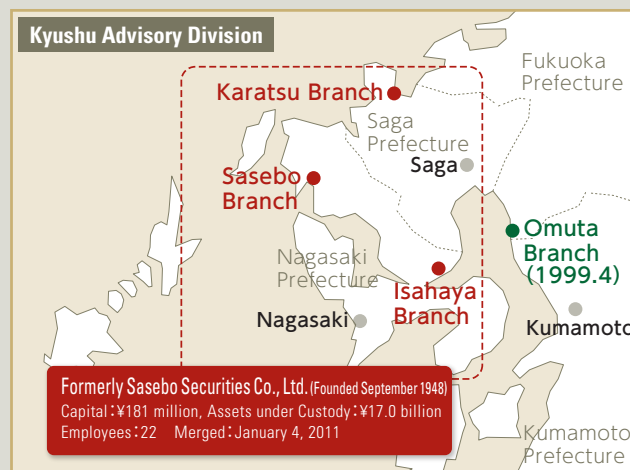 Kyushu Advisory Division
Fukuoka
Prefecture
Karatsu Branch
Saga
Prefecture
Saga
Sasebo
Branch
Omuta
Branch
(1999.4)
Nagasaki
Prefecture
Isahaya
Branch
Nagasaki
Kumamoto
Formerly Sasebo Securities Co., Ltd. (Founded September 1948)
Capital:¥181 million, Assets under Custody:¥17.0 billion
Employees:22 Merged:January 4, 2011
Kumamoto
Prefecture